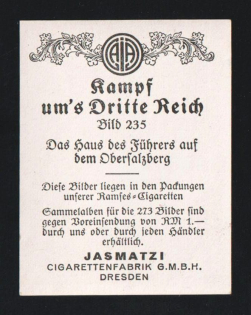 AJA
Kampf
um's Dritte Reich
Bild 235
Das Haus des Führers auf
dem Obersalzberg
Diese Bilder liegen in den Packungen
unserer Ramses-Cigaretten
Sammelalben für die 273 Bilder sind
gegen Voreinsendung von RM 1.—
durch uns oder durch jeden Händler
erhältlich.
JASMATZI
CIGARETTENFABRIK G.M.B.H.
DRESDEN